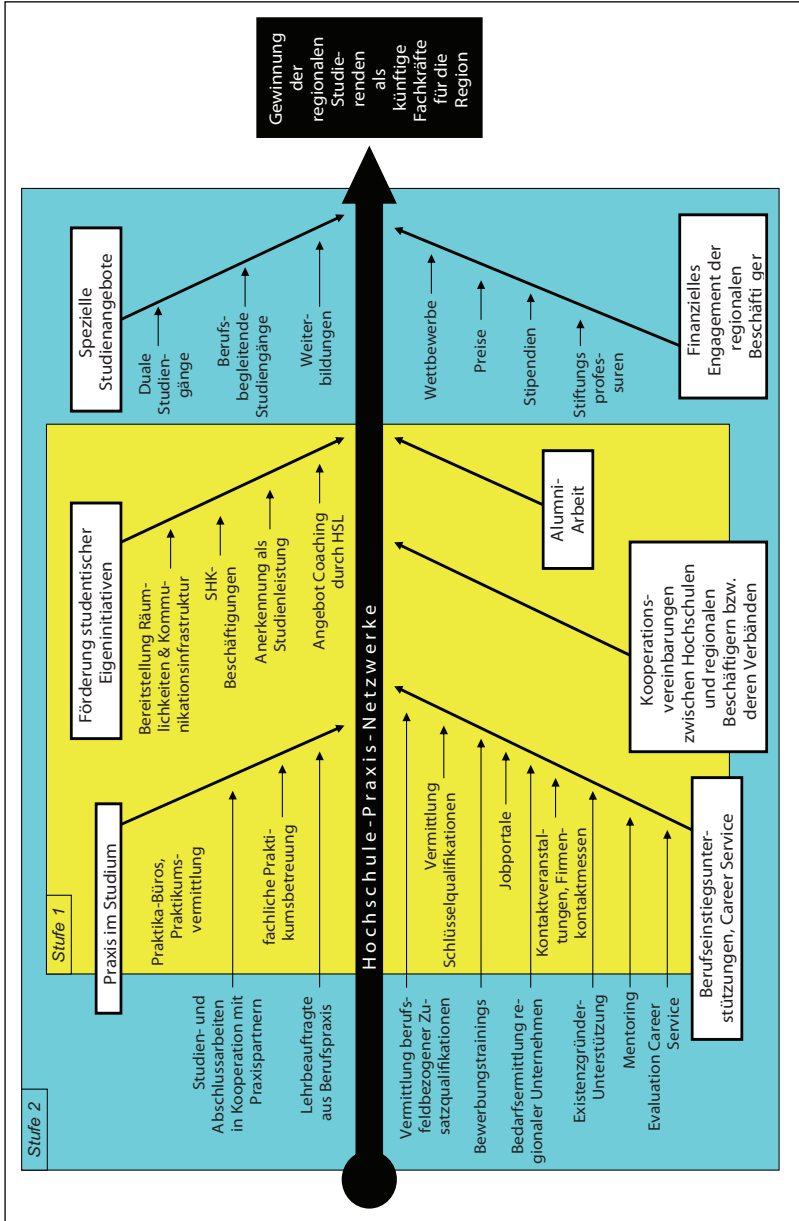 Stufe 2
Stufe 1
Praxis im Studium
Praktika-Büros,
Praktikums-
vermittlung
Studien- und
Abschlussarbeiten
in Kooperation mit
Praxispartnern
fachliche Prakti-
kumsbetreuung
Lehrbeauftragte
aus Berufspraxis
Förderung studentischer
Eigeninitiativen
Bereitstellung Räum-
lichkeiten & Kommu-
nikationsinfrastruktur
SHK-
Beschäftigungen
Anerkennung als
Studienleistung
Angebot Coaching
durch HSL
Spezielle
Studienangebote
Duale
Studien-
gänge
Berufs-
begleitende
Studiengänge
Weiter-
bildungen
Hochschule-Praxis-Netzwerke
Gewinnung
der
regionalen
Studie-
renden
als
künftige
Fachkräfte
für die
Region
Vermittlung berufs-
feldbezogener Zu-
satzqualifikationen
Vermittlung
Schlüsselqualifikationen
Bewerbungstrainings
Jobportale
Bedarfsermittlung re-
gionaler Unternehmen
Kontaktveranstal-
tungen, Firmen-
kontaktmessen
Existenzgründer-
Unterstützung
Mentoring
Evaluation Career
Service
Berufseinstiegsunter-
stützungen, Career Service
Kooperations-
vereinbarungen
zwischen Hochschulen
und regionalen
Beschäftigern bzw.
deren Verbänden
Alumni-
Arbeit
Wettbewerbe
Preise
Stipendien
Stiftungs
profes-
suren
Finanzielles
Engagement der
regionalen
Beschäfti ger